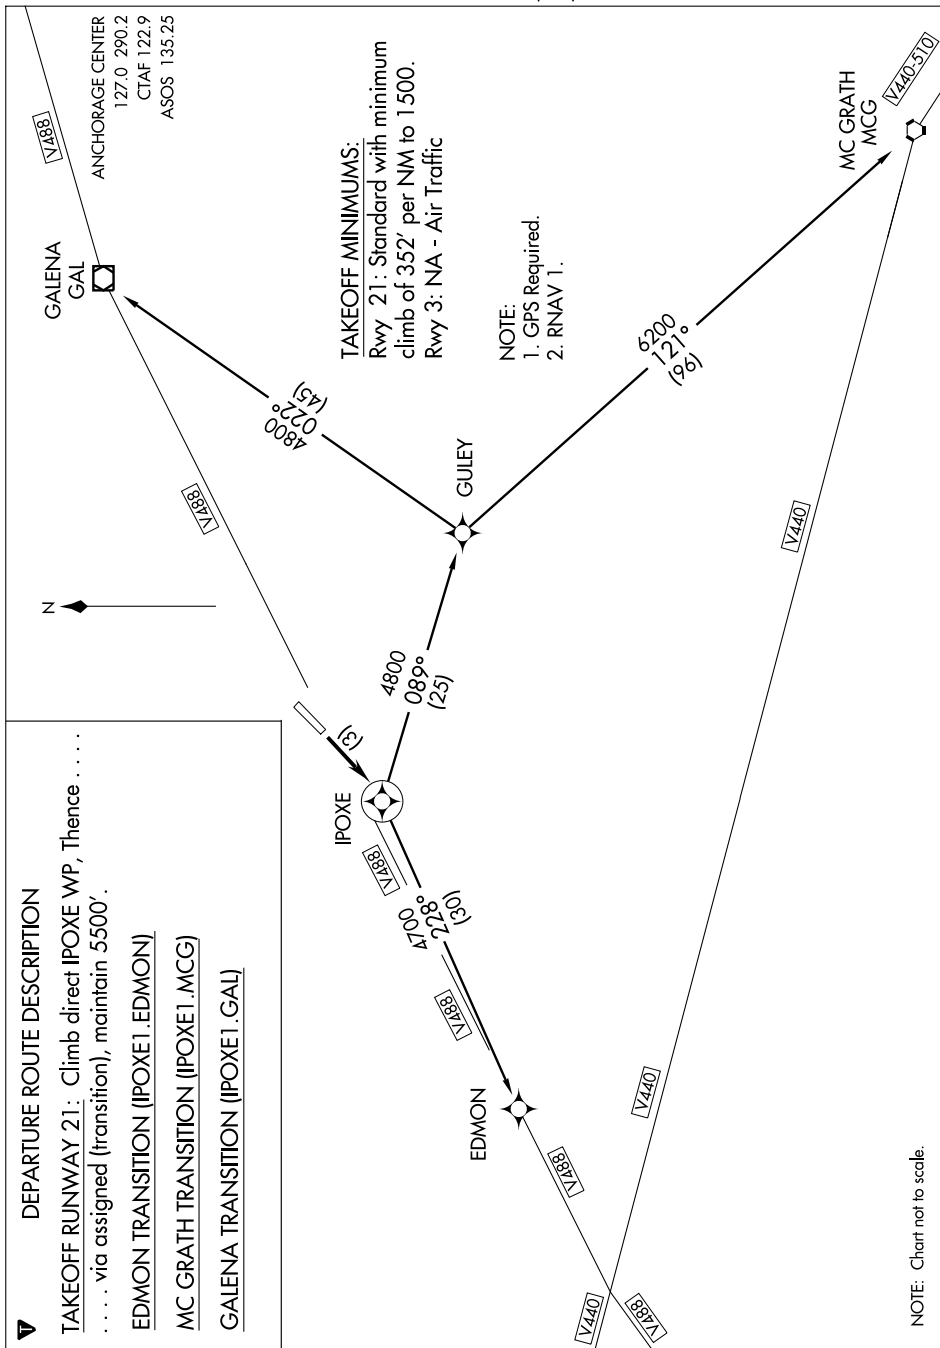 DEPARTURE ROUTE DESCRIPTION
TAKEOFF RUNWAY 21: Climb direct IPOXE WP, Thence . . . .
. . . . via assigned (transition), maintain 5500'.
EDMON TRANSITION (IPOXE1.EDMON)
MC GRATH TRANSITION (IPOXE1.MCG)
GALENA TRANSITION (IPOXE1.GAL)
ANCHORAGE CENTER
127.0 290.2
CTAF 122.9
ASOS 135.25
V488
GALENA
GAL
V488
N
TAKEOFF MINIMUMS:
Rwy 21: Standard with minimum
climb of 352' per NM to 1500.
Rwy 3: NA - Air Traffic
NOTE:
1. GPS Required.
2. RNAV 1.
4800
022°
(45)
GULEY
(3)
IPOXE
4800
089°
(25)
6200
121°
(96)
MC GRATH
MCG
V440-510
V488
4700
228°
(30)
V488
EDMON
V488
V440
V440
V440
V488
NOTE: Chart not to scale.
T